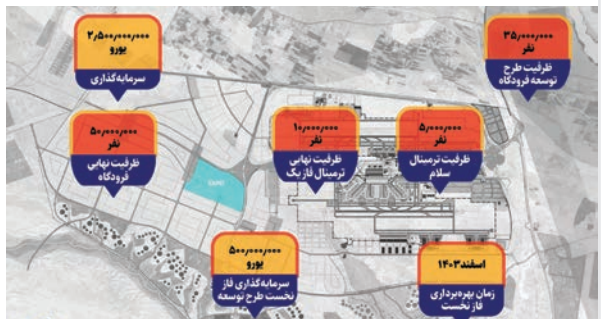 ۳۵٫۰۰۰٫۰۰۰
نفر
ظرفیت طرح
توسعه فرودگاه
۲٫۵۰۰٫۰۰۰٫۰۰۰
یورو
سرمایه‌گذاری
۵٫۰۰۰٫۰۰۰
نفر
ظرفیت ترمینال
سلام
۱۰٫۰۰۰٫۰۰۰
نفر
ظرفیت نهایی
ترمینال فاز یک
۵۰٫۰۰۰٫۰۰۰
نفر
ظرفیت نهایی
فرودگاه
اسفند۱۴۰۳
زمان بهره‌برداری
فاز نخست
۵۰۰٫۰۰۰٫۰۰۰
یورو
سرمایه‌گذاری فاز
نخست طرح توسعه